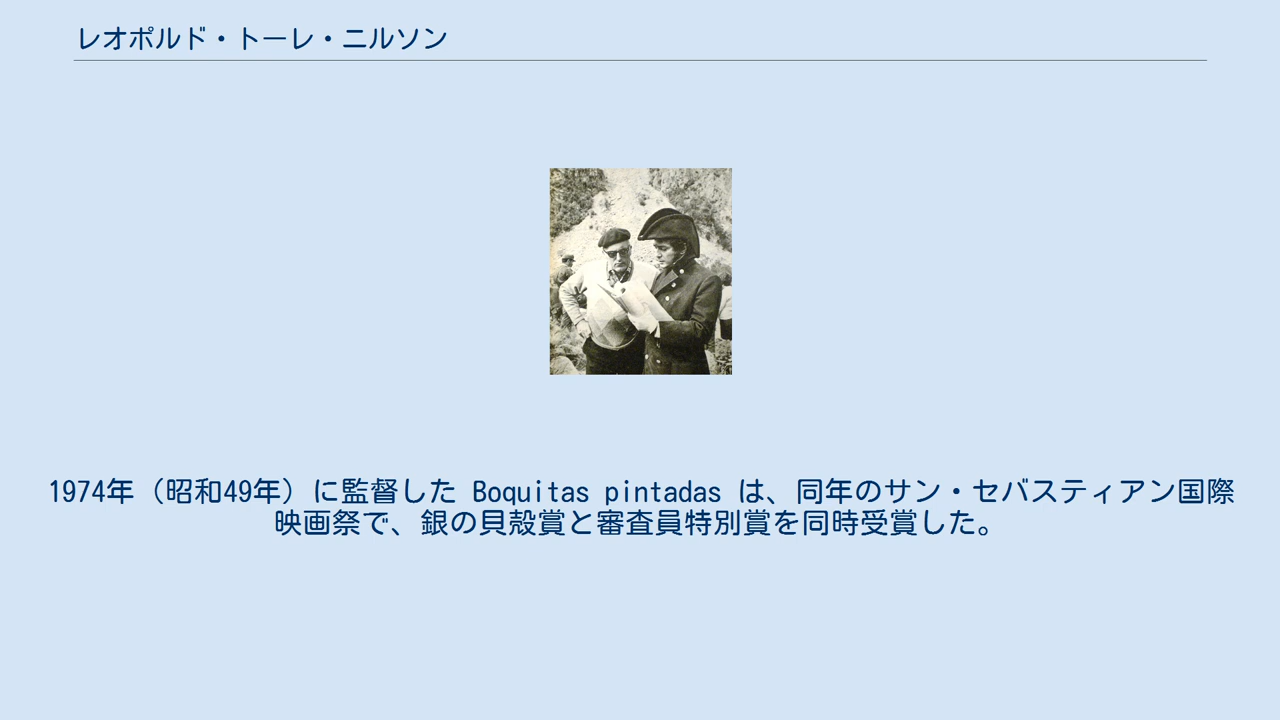 レオポルド・トーレ・ニルソン
1974年（昭和49年）に監督した Boquitas pintadas は、同年のサン・セバスティアン国際
映画祭で、銀の貝殻賞と審査員特別賞を同時受賞した。